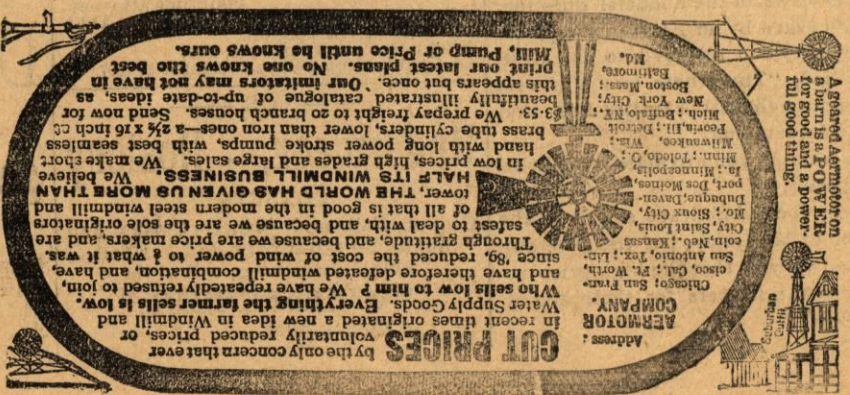 CUT PRICES by the only concern that ever
voluntarily reduced prices, or
in recent times originated a new idea in Windmill and
Water Supply Goods. Everything the farmer sells is low.
Who sells low to him? We have repeatedly refused to join,
and have therefore defeated windmill combination, and have,
since '89, reduced the cost of wind power to what it was.
Through gratitude, and because we are price makers, and are
safest to deal with, and because we are the sole originators
of all that is good in the modern steel windmill and
tower, THE WORLD HAS GIVEN US MORE THAN
HALF ITS WINDMILL BUSINESS. We believe
in low prices, high grades and large sales. We make short
hand with long power stroke pumps, with best seamless
brass tube cylinders, lower than iron ones—a 2½ x 16 inch at
$3.53. We prepay freight to 20 branch houses. Send now for
beautifully illustrated catalogue of up-to-date ideas, as
this appears but once. Our imitators may not have in
print our latest plans. No one knows the best
Mill, Pump or Price until he knows ours.
Address:
AERMOTOR
COMPANY.
Chicago; San Fran-
cisco, Cal.; Ft. Worth,
San Antonio, Tex.; Lin-
coln, Neb.; Kansas
City, Saint Louis,
Mo.; Sioux City,
Dubuque, Daven-
port, Des Moines,
Ia.; Minneapolis,
Minn.; Toledo, O.;
Milwaukee, Wis.;
Peoria, Ill.; Detroit
Mich.; Buffalo, N.Y.;
New York City;
Boston, Mass.;
Baltimore,
Md.
A geared Aermotor on
a barn is a POWER
for good and a power-
ful good thing.
Suburban
Outfit